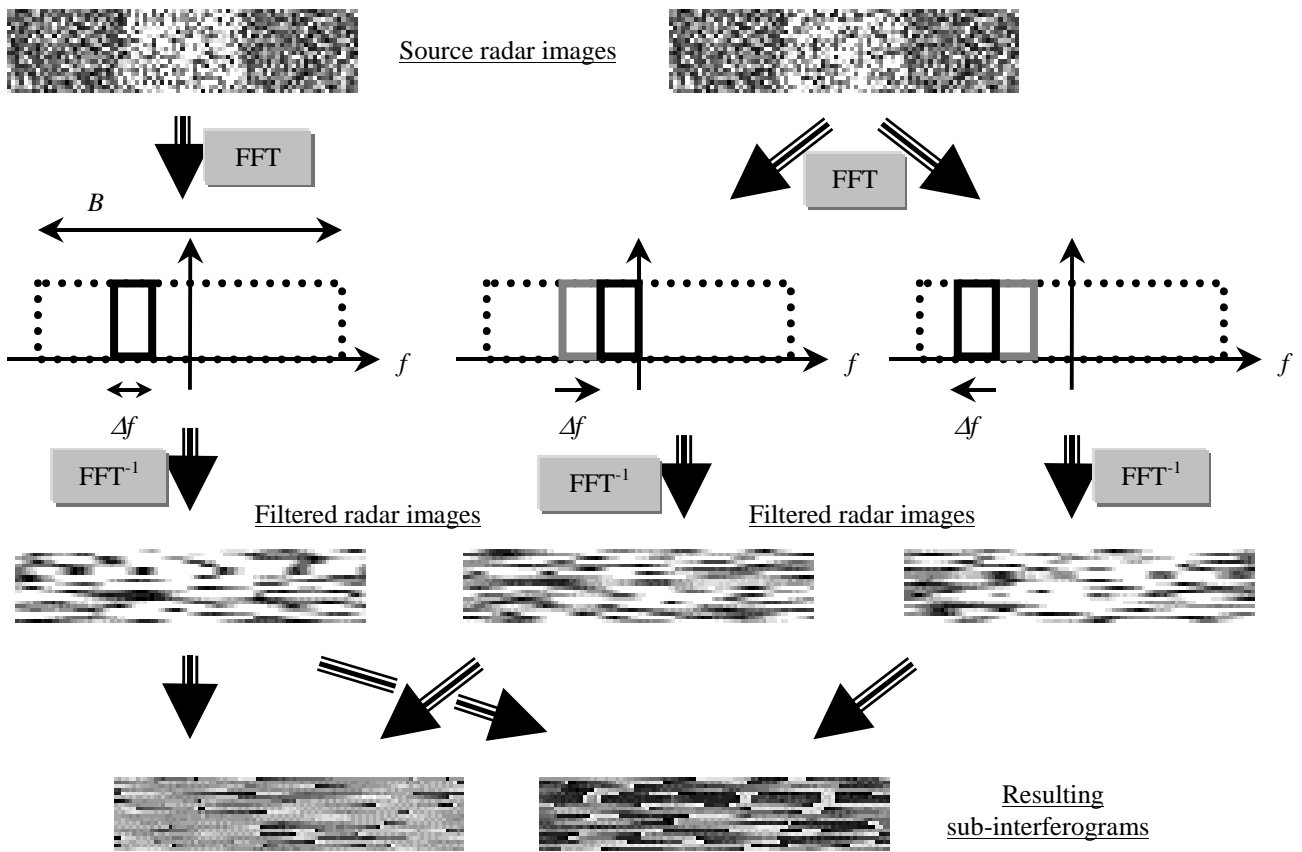 Source radar images
FFT
FFT
B
f
f
f
Δf
Δf
Δf
FFT-1
FFT-1
FFT-1
Filtered radar images
Filtered radar images
Resulting
sub-interferograms